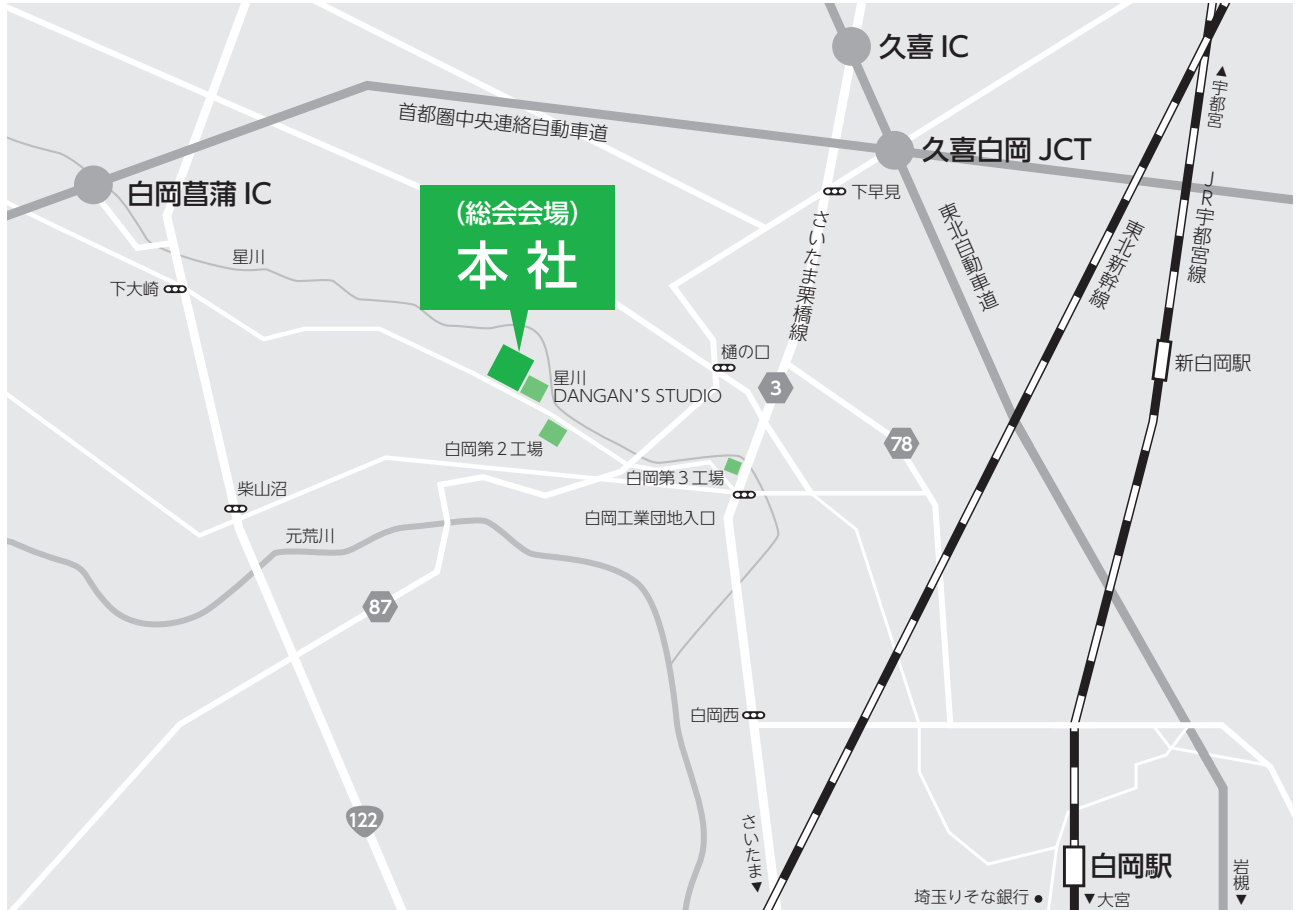 久喜 IC
首都圏中央連絡自動車道
▲宇都宮
久喜白岡 JCT
白岡菖蒲 IC
下早見
JR宇都宮線
(総会会場)
本 社
さいたま栗橋線
東北自動車道
東北新幹線
星川
下大崎
樋の口
新白岡駅
星川
DANGAN'S STUDIO
3
78
白岡第2工場
白岡第3工場
柴山沼
白岡工業団地入口
元荒川
87
白岡西
122
さいたま▼
白岡駅
岩槻▼
埼玉りそな銀行
▼大宮